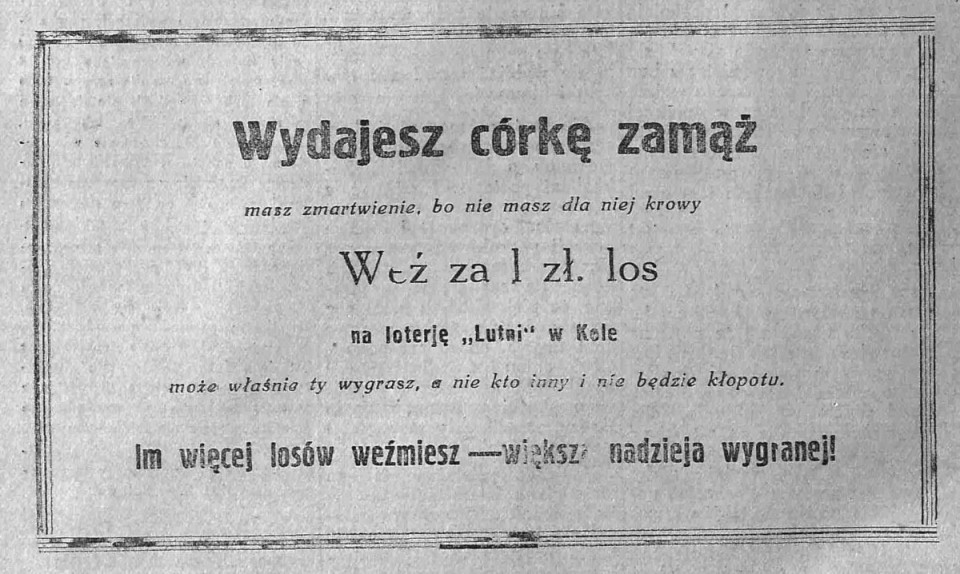 Wydajesz córkę zamąż
masz zmartwienie, bo nie masz dla niej krowy
Weź za 1 zł. los
na loterję „Lutni" w Kole
może właśnie ty wygrasz, a nie kto inny i nie będzie kłopotu.
Im więcej losów weźmiesz — większa nadzieja wygranej!